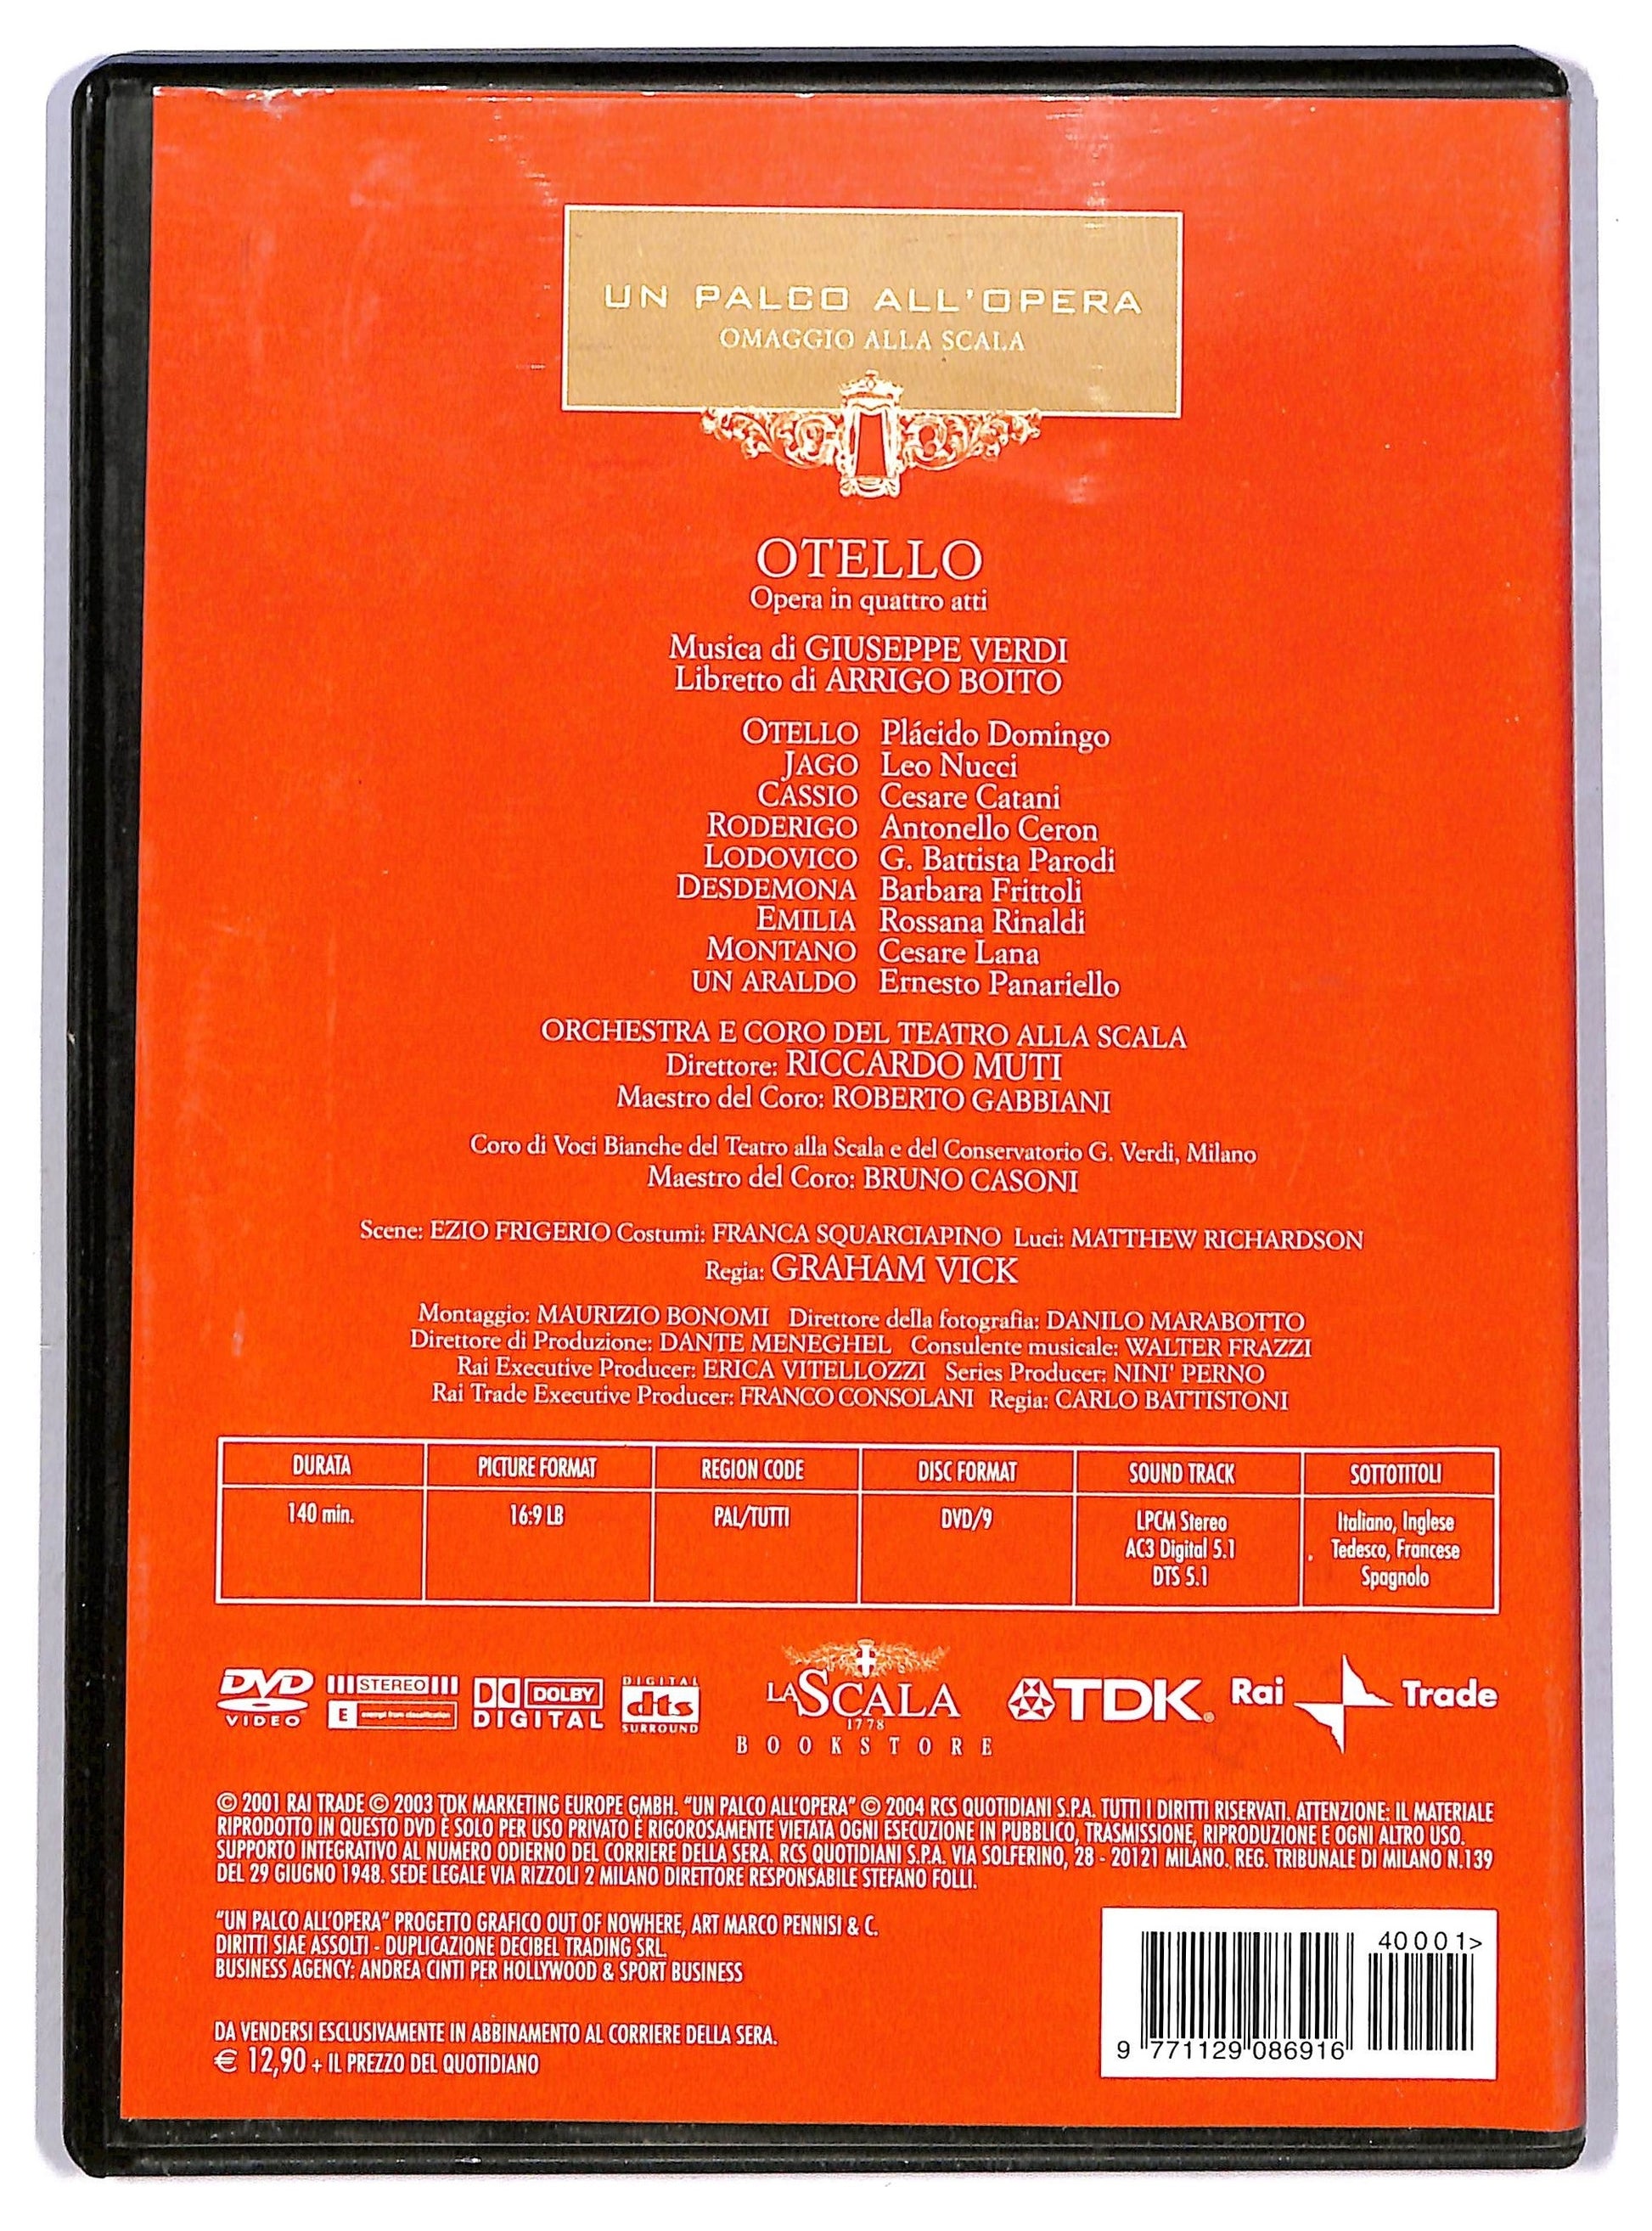 UN PALCO ALL'OPERA
OMAGGIO ALLA SCALA
OTELLO
Opera in quattro atti
Musica di GIUSEPPE VERDI
Libretto di ARRIGO BOITO
OTELLO Plácido Domingo
JAGO Leo Nucci
CASSIO Cesare Catani
RODERIGO Antonello Ceron
LODOVICO G. Battista Parodi
DESDEMONA Barbara Frittoli
EMILIA Rossana Rinaldi
MONTANO Cesare Lana
UN ARALDO Ernesto Panariello
ORCHESTRA E CORO DEL TEATRO ALLA SCALA
Direttore: RICCARDO MUTI
Maestro del Coro: ROBERTO GABBIANI
Coro di Voci Bianche del Teatro alla Scala e del Conservatorio G. Verdi, Milano
Maestro del Coro: BRUNO CASONI
Scene: EZIO FRIGERIO Costumi: FRANCA SQUARCIAPINO Luci: MATTHEW RICHARDSON
Regia: GRAHAM VICK
Montaggio: MAURIZIO BONOMI Direttore della fotografia: DANILO MARABOTTO
Direttore di Produzione: DANTE MENEGHEL Consulente musicale: WALTER FRAZZI
Rai Executive Producer: ERICA VITELLOZZI Series Producer: NINI' PERNO
Rai Trade Executive Producer: FRANCO CONSOLANI Regia: CARLO BATTISTONI
DURATA PICTURE FORMAT REGION CODE DISC FORMAT SOUND TRACK SOTTOTITOLI
140 min. 16:9 LB PAL/TUTTI DVD/9 LPCM Stereo Italiano, Inglese
AC3 Digital 5.1 Tedesco, Francese
DTS 5.1 Spagnolo
DVD VIDEO
STEREO
E exempt from classification
DOLBY DIGITAL
DIGITAL dts SURROUND
LA SCALA
1778
BOOKSTORE
TDK
Rai Trade
© 2001 RAI TRADE © 2003 TDK MARKETING EUROPE GMBH. "UN PALCO ALL'OPERA" © 2004 RCS QUOTIDIANI S.P.A. TUTTI I DIRITTI RISERVATI. ATTENZIONE: IL MATERIALE
RIPRODOTTO IN QUESTO DVD È SOLO PER USO PRIVATO È RIGOROSAMENTE VIETATA OGNI ESECUZIONE IN PUBBLICO, TRASMISSIONE, RIPRODUZIONE E OGNI ALTRO USO.
SUPPORTO INTEGRATIVO AL NUMERO ODIERNO DEL CORRIERE DELLA SERA. RCS QUOTIDIANI S.P.A. VIA SOLFERINO, 28 - 20121 MILANO. REG. TRIBUNALE DI MILANO N.139
DEL 29 GIUGNO 1948. SEDE LEGALE VIA RIZZOLI 2 MILANO DIRETTORE RESPONSABILE STEFANO FOLLI.
"UN PALCO ALL'OPERA" PROGETTO GRAFICO OUT OF NOWHERE, ART MARCO PENNISI & C.
DIRITTI SIAE ASSOLTI - DUPLICAZIONE DECIBEL TRADING SRL.
BUSINESS AGENCY: ANDREA CINTI PER HOLLYWOOD & SPORT BUSINESS
DA VENDERSI ESCLUSIVAMENTE IN ABBINAMENTO AL CORRIERE DELLA SERA.
€ 12,90 + IL PREZZO DEL QUOTIDIANO
40001>
9 771129 086916